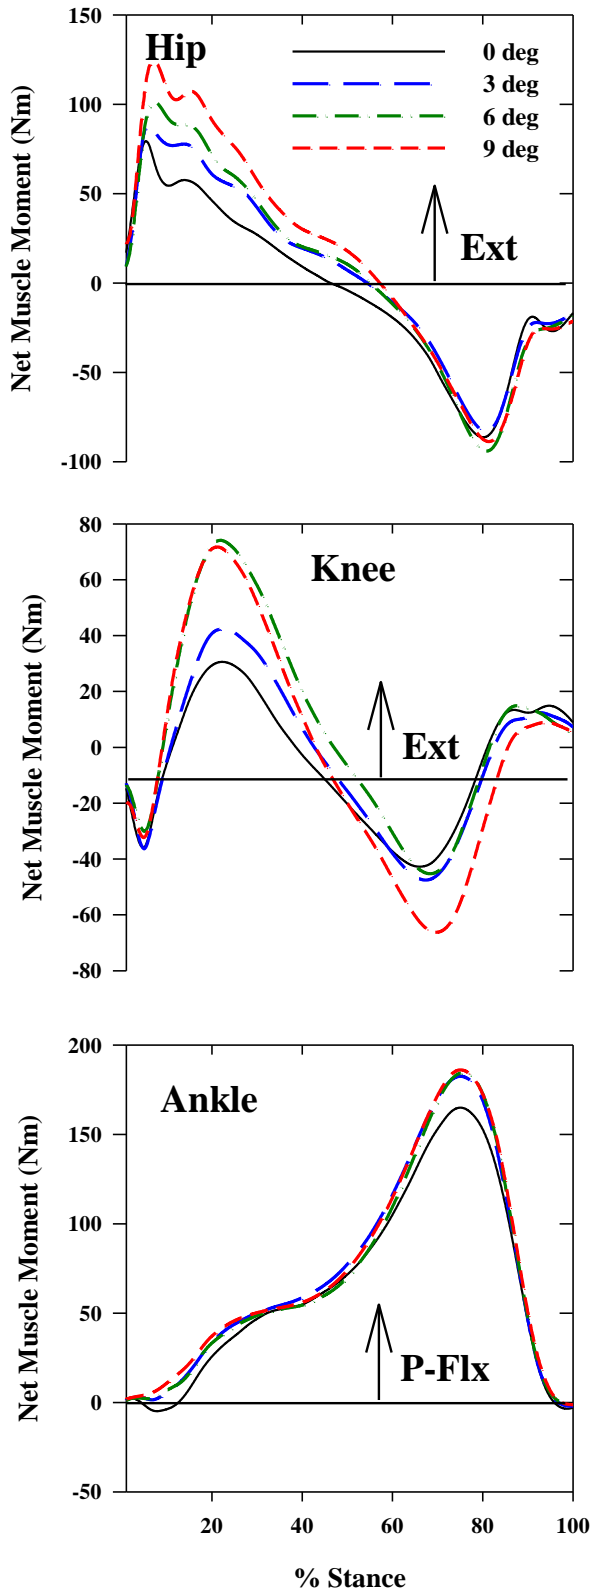 150
Hip
0 deg
3 deg
6 deg
9 deg
100
50
Ext
0
-50
-100
Net Muscle Moment (Nm)
80
Knee
60
40
20
Ext
0
-20
-40
-60
-80
Net Muscle Moment (Nm)
200
Ankle
150
100
50
P-Flx
0
-50
Net Muscle Moment (Nm)
20 40 60 80 100
% Stance